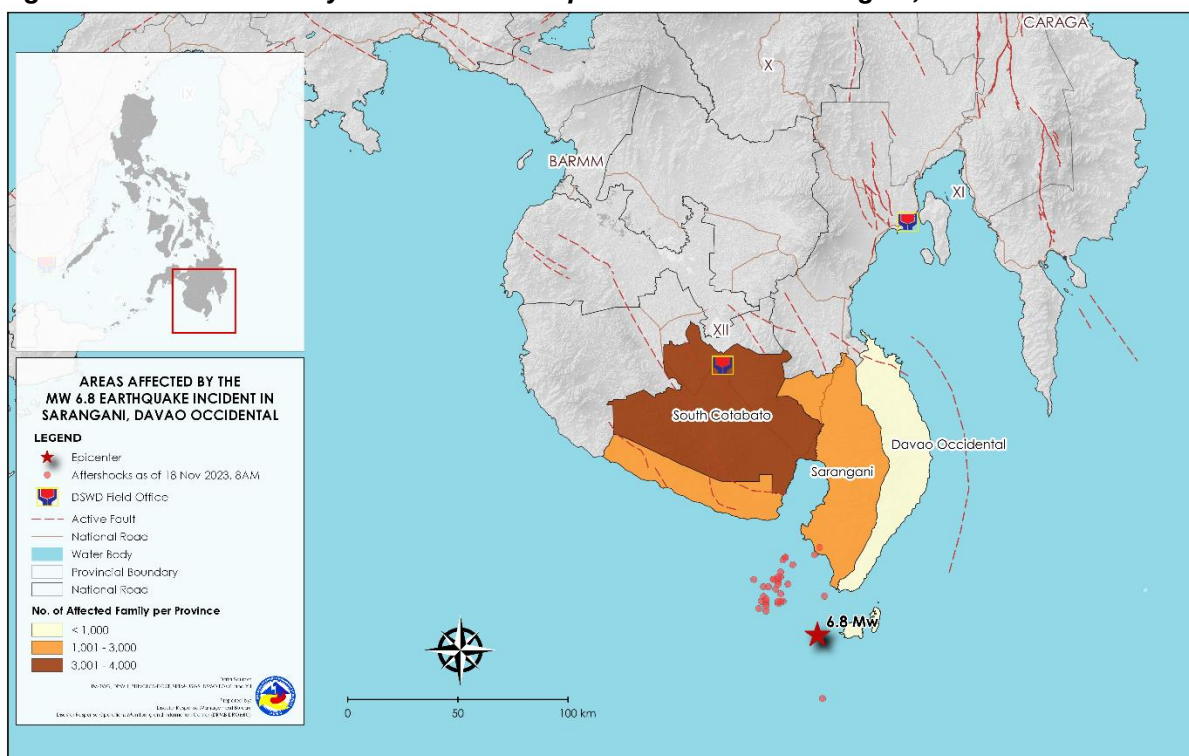 CARAGA
X
IX
BARMM
XI
XII
South Cotabato
Davao Occidental
Sarangani
6.8 Mw
AREAS AFFECTED BY THE
MW 6.8 EARTHQUAKE INCIDENT IN
SARANGANI, DAVAO OCCIDENTAL
LEGEND
Epicenter
Aftershocks as of 18 Nov 2023, 8AM
DSWD Field Office
Active Fault
National Road
Water Body
Provincial Boundary
National Road
No. of Affected Family per Province
< 1,000
1,001 - 3,000
3,001 - 4,000
Prepared by:
0 50 100 km